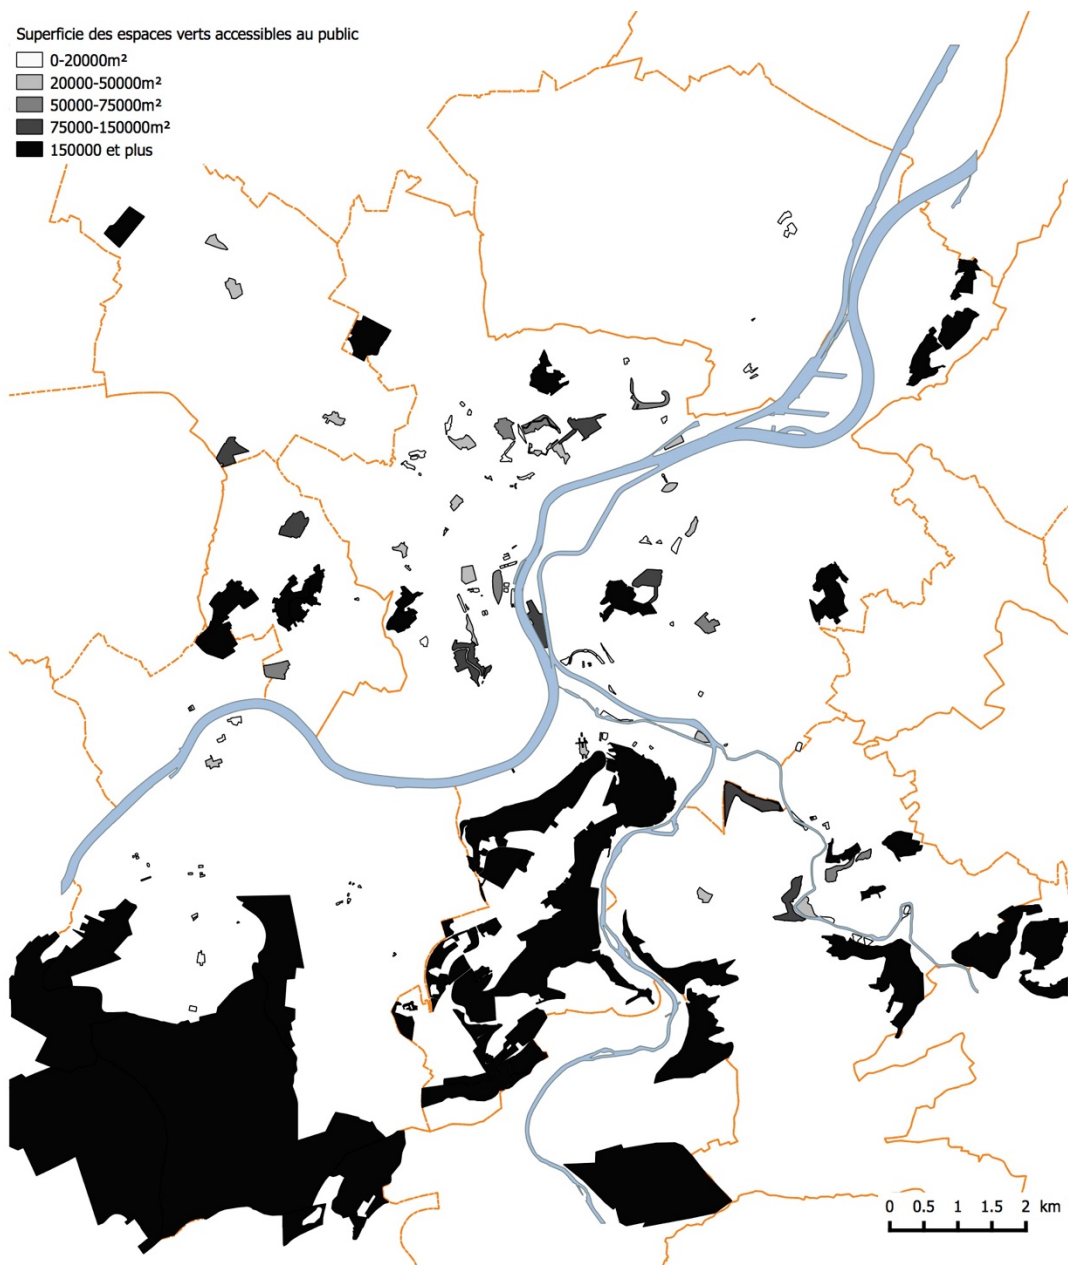 Superficie des espaces verts accessibles au public
0-20000m²
20000-50000m²
50000-75000m²
75000-150000m²
150000 et plus
0 0.5 1 1.5 2 km